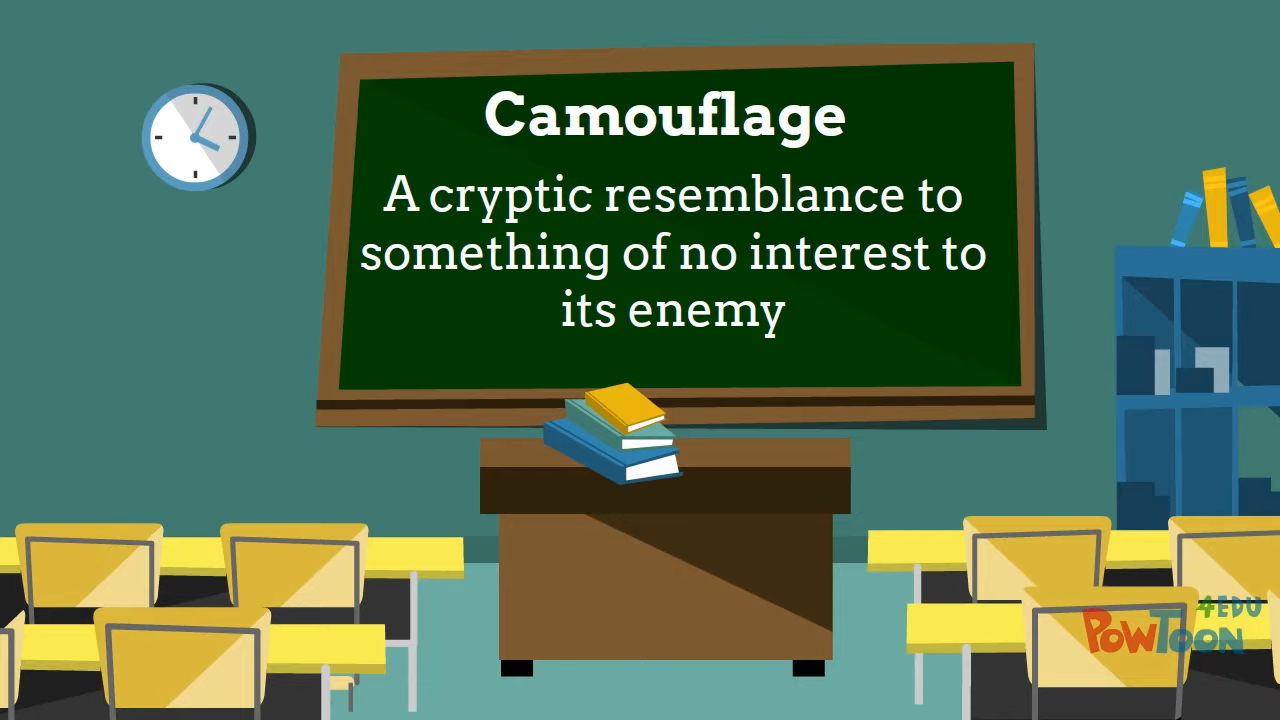 Camouflage
A cryptic resemblance to
something of no interest to
its enemy
4EDU
PowToon